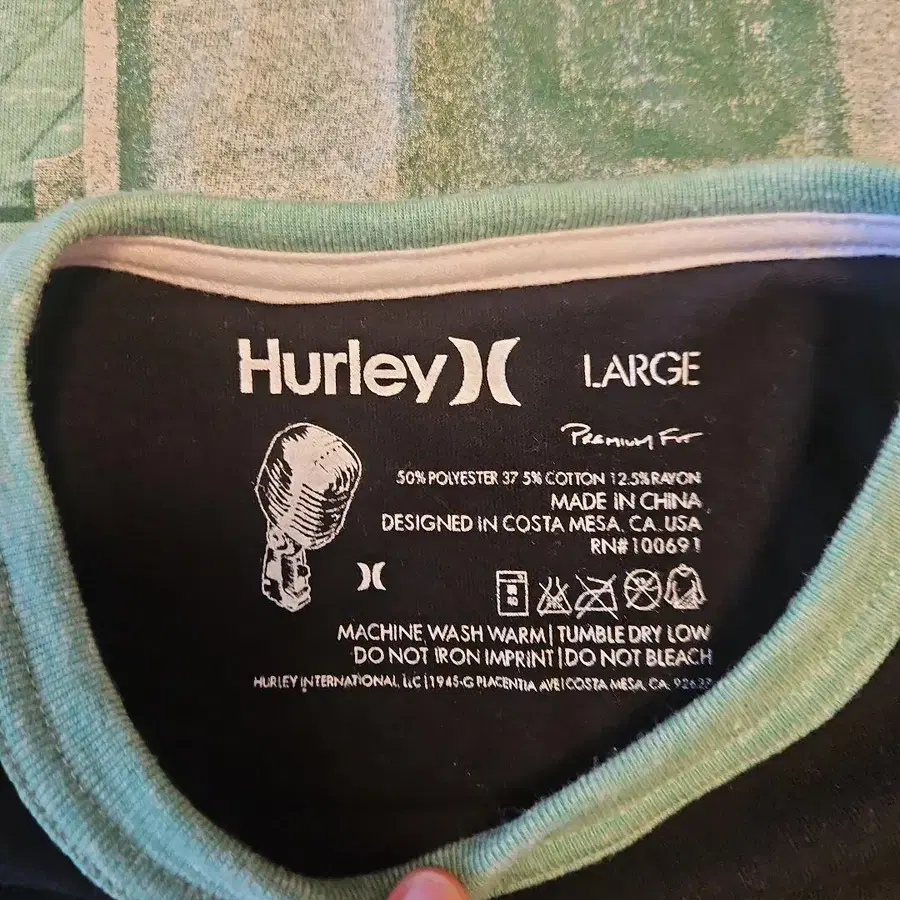 Hurley
LARGE
Premium Fit
50% POLYESTER 37.5% COTTON 12.5% RAYON
MADE IN CHINA
DESIGNED IN COSTA MESA, CA, USA
RN#100691
MACHINE WASH WARM | TUMBLE DRY LOW
DO NOT IRON IMPRINT | DO NOT BLEACH
HURLEY INTERNATIONAL, LLC | 1945-G PLACENTIA AVE | COSTA MESA, CA